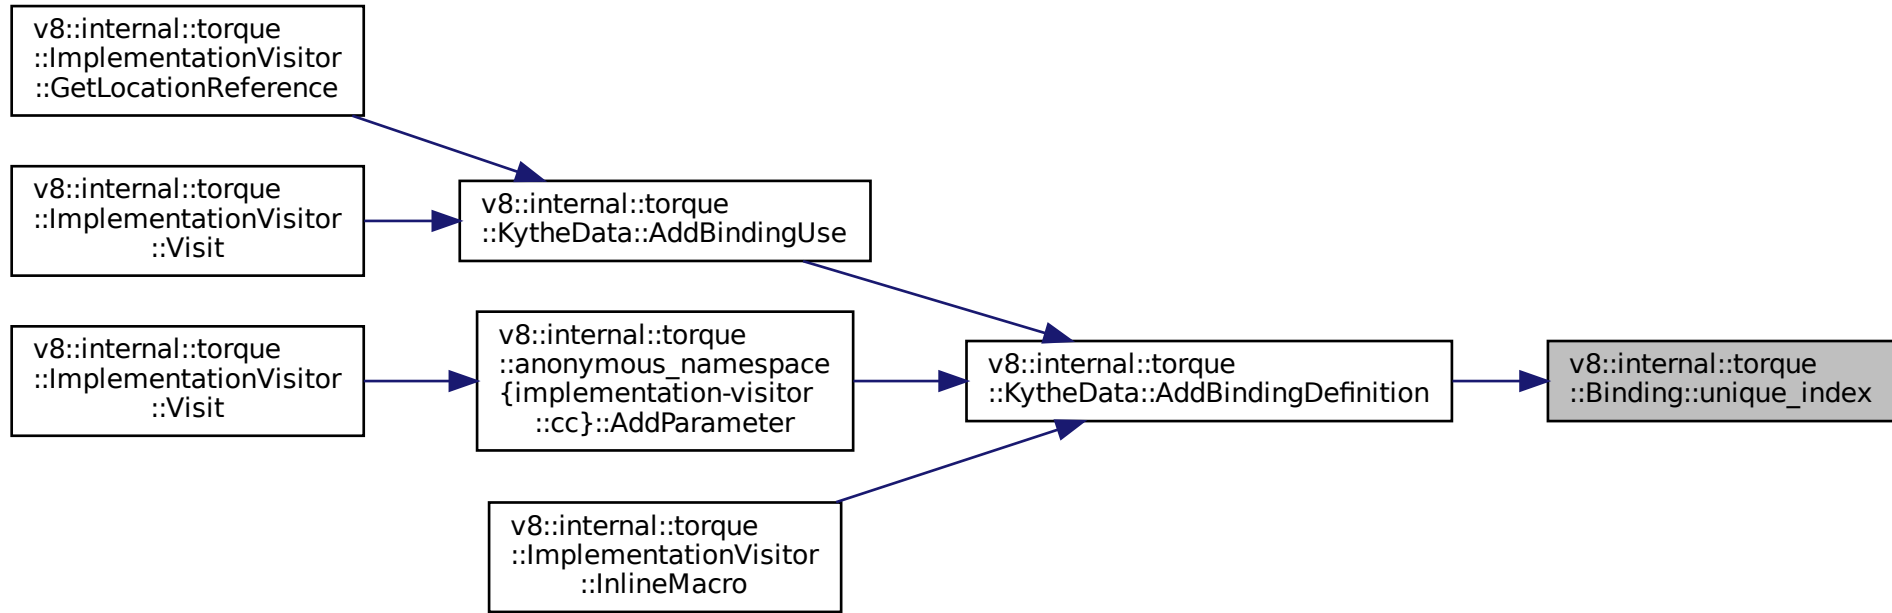 v8::internal::torque
::ImplementationVisitor
::GetLocationReference
v8::internal::torque
::ImplementationVisitor
::Visit
v8::internal::torque
::KytheData::AddBindingUse
v8::internal::torque
::ImplementationVisitor
::Visit
v8::internal::torque
::anonymous_namespace
{implementation-visitor
::cc}::AddParameter
v8::internal::torque
::KytheData::AddBindingDefinition
v8::internal::torque
::Binding::unique_index
v8::internal::torque
::ImplementationVisitor
::InlineMacro